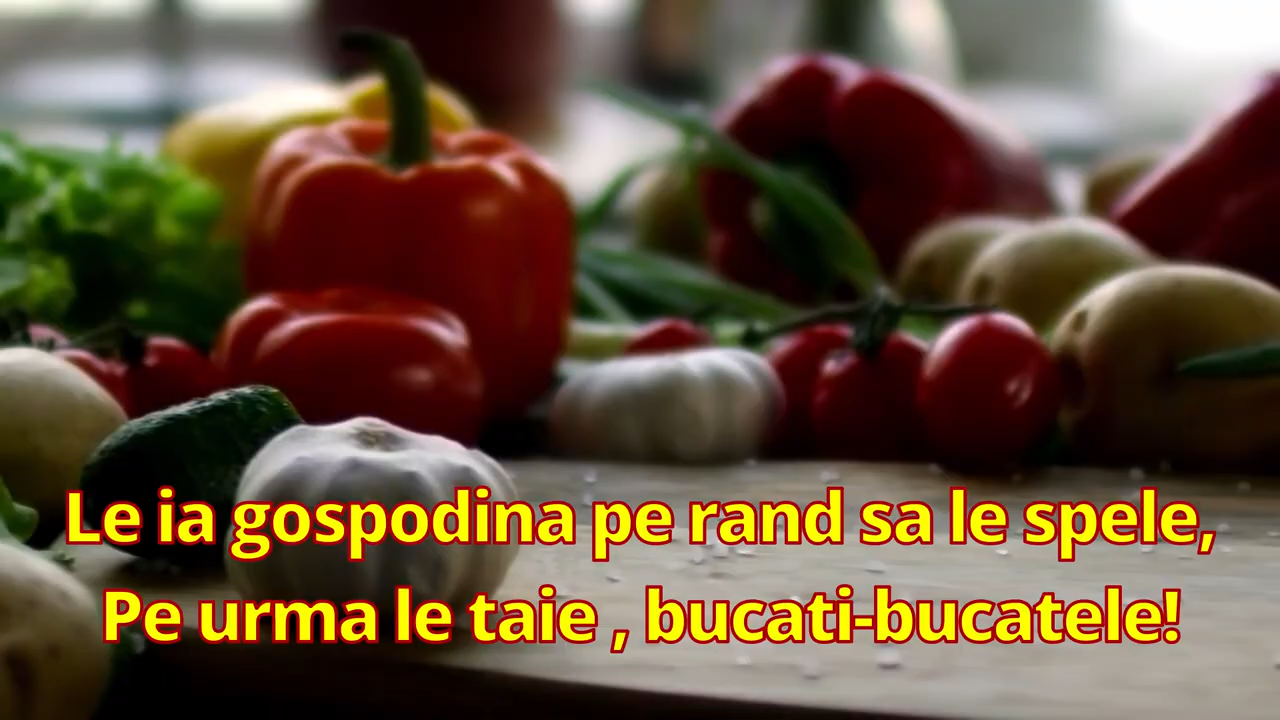 Le ia gospodina pe rand sa le spele,
Pe urma le taie , bucati-bucatele!